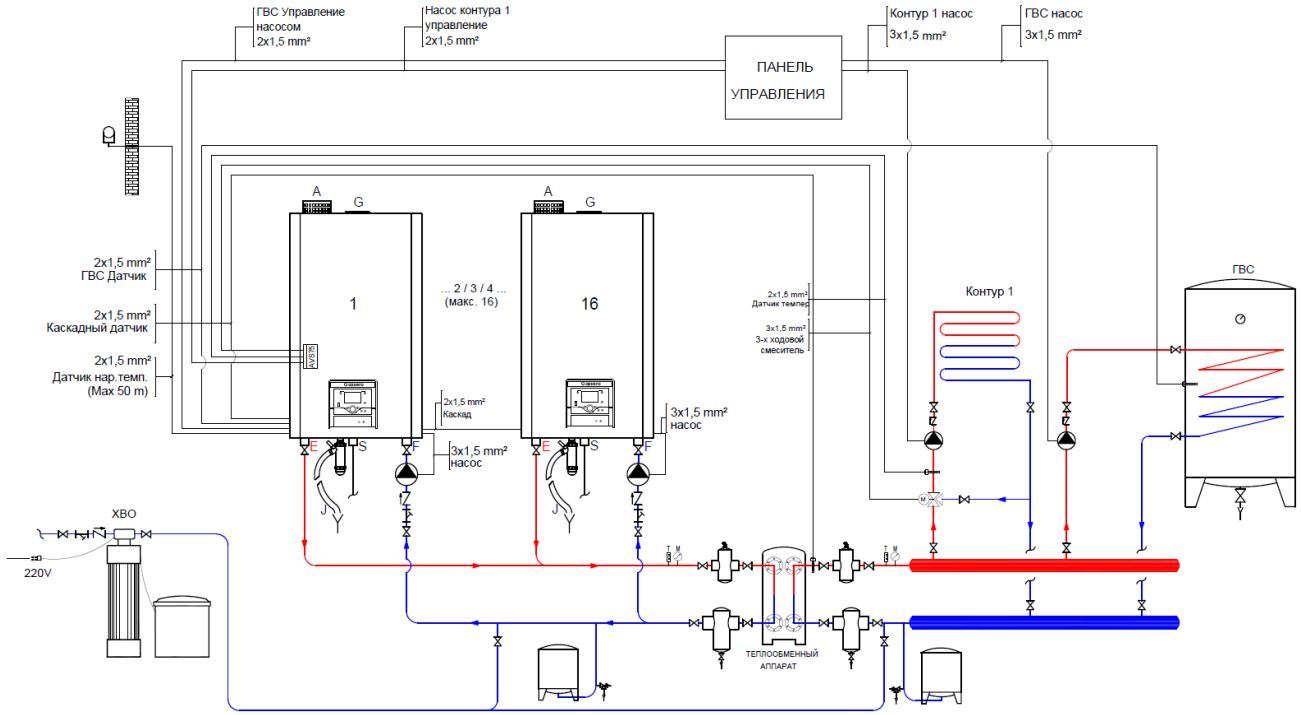 ГВС Управление
насосом
2x1,5 mm²
Насос контура 1
управление
2x1,5 mm²
Контур 1 насос
3x1,5 mm²
ГВС насос
3x1,5 mm²
ПАНЕЛЬ
УПРАВЛЕНИЯ
A
G
A
G
2x1,5 mm²
ГВС Датчик
2x1,5 mm²
Каскадный датчик
2x1,5 mm²
Датчик нар.темп.
(Max 50 m)
1
AVS75
... 2 / 3 / 4 ...
(макс. 16)
16
2x1,5 mm²
Датчик темпер
3x1,5 mm²
3-х ходовой
смеситель
Контур 1
ГВС
2x1,5 mm²
Каскад
3x1,5 mm²
насос
E
S
F
3x1,5 mm²
насос
E
S
F
J
J
M
ХВО
220V
T M
T M
ТЕПЛООБМЕННЫЙ
АППАРАТ